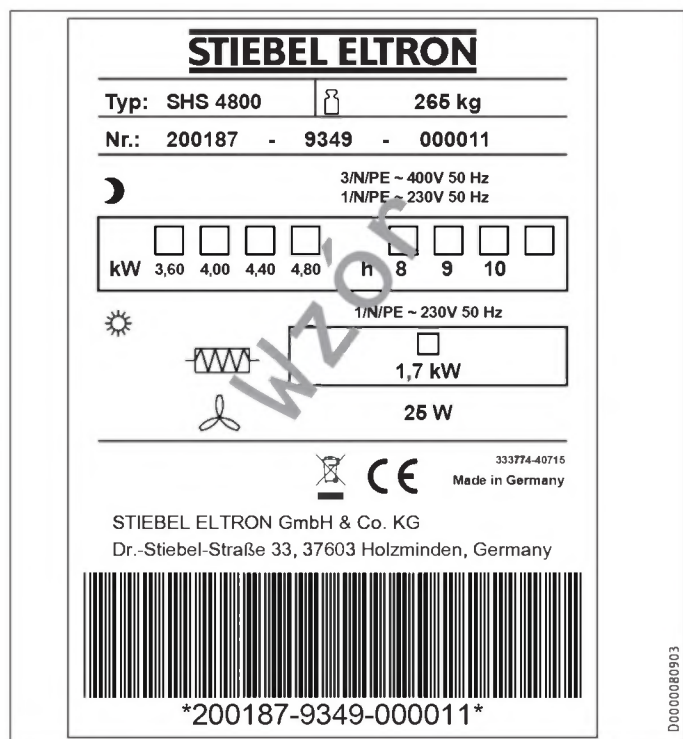 STIEBEL ELTRON
Typ: SHS 4800 265 kg
Nr.: 200187 - 9349 - 000011
3/N/PE ~ 400V 50 Hz
1/N/PE ~ 230V 50 Hz
kW 3,60 4,00 4,40 4,80 h 8 9 10
1/N/PE ~ 230V 50 Hz
1,7 kW
25 W
Wzór
333774-40715
CE Made in Germany
STIEBEL ELTRON GmbH & Co. KG
Dr.-Stiebel-Straße 33, 37603 Holzminden, Germany
*200187-9349-000011*
D0000080903